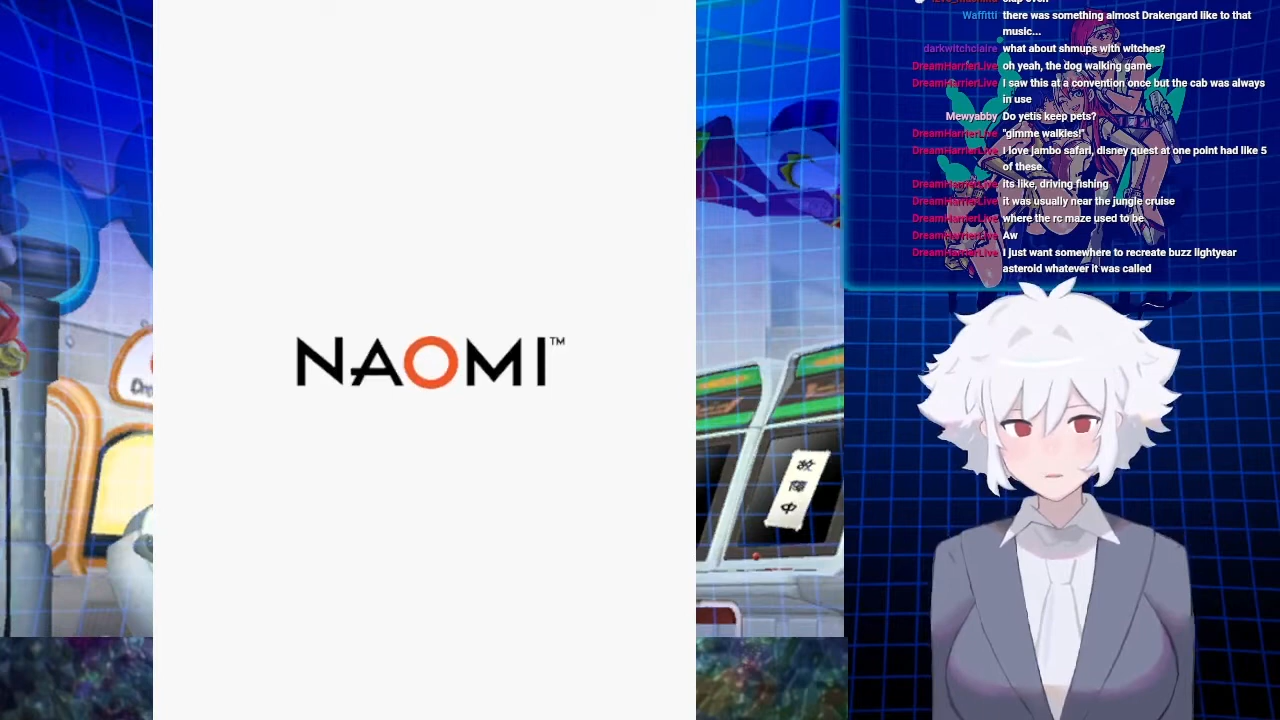 NAOMI™
故障中
Waffitti there was something almost Drakengard like to that
music...
darkwitchclaire what about shmups with witches?
DreamHarrierLive oh yeah, the dog walking game
DreamHarrierLive I saw this at a convention once but the cab was always
in use
Mewyabby Do yetis keep pets?
DreamHarrierLive "gimme walkies!"
DreamHarrierLive I love jambo safari, disney quest at one point had like 5
of these
DreamHarrierLive its like, driving fishing
DreamHarrierLive it was usually near the jungle cruise
DreamHarrierLive where the rc maze used to be
DreamHarrierLive Aw
DreamHarrierLive I just want somewhere to recreate buzz lightyear
asteroid whatever it was called